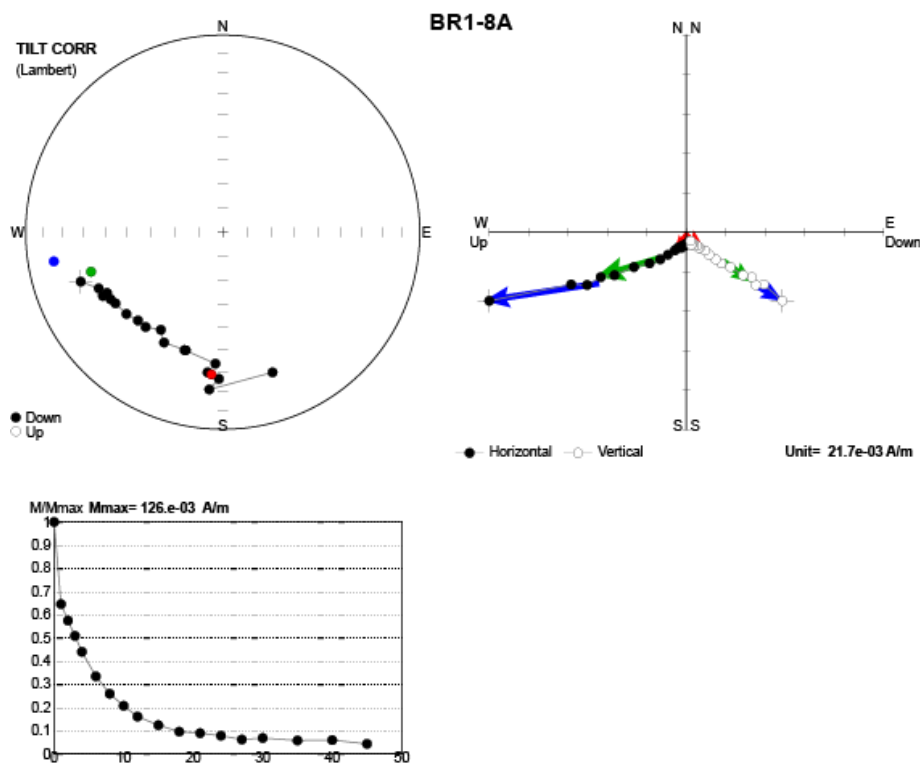 BR1-8A
TILT CORR
(Lambert)
N
W
E
S
Down
Up
N N
W
Up
E
Down
S S
Horizontal
Vertical
Unit= 21.7e-03 A/m
M/Mmax Mmax= 126.e-03 A/m
1
0.9
0.8
0.7
0.6
0.5
0.4
0.3
0.2
0.1
0
0 10 20 30 40 50